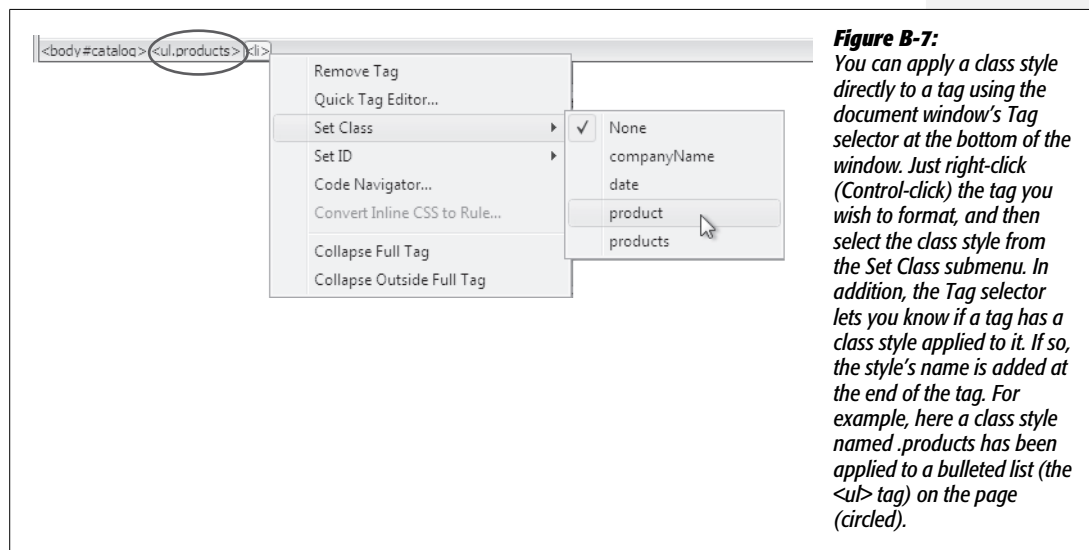 <body#catalog> <ul.products> <li>
Remove Tag
Quick Tag Editor...
Set Class
Set ID
Code Navigator...
Convert Inline CSS to Rule...
Collapse Full Tag
Collapse Outside Full Tag
None
companyName
date
product
products
Figure B-7:
You can apply a class style
directly to a tag using the
document window's Tag
selector at the bottom of the
window. Just right-click
(Control-click) the tag you
wish to format, and then
select the class style from
the Set Class submenu. In
addition, the Tag selector
lets you know if a tag has a
class style applied to it. If so,
the style's name is added at
the end of the tag. For
example, here a class style
named .products has been
applied to a bulleted list (the
<ul> tag) on the page
(circled).